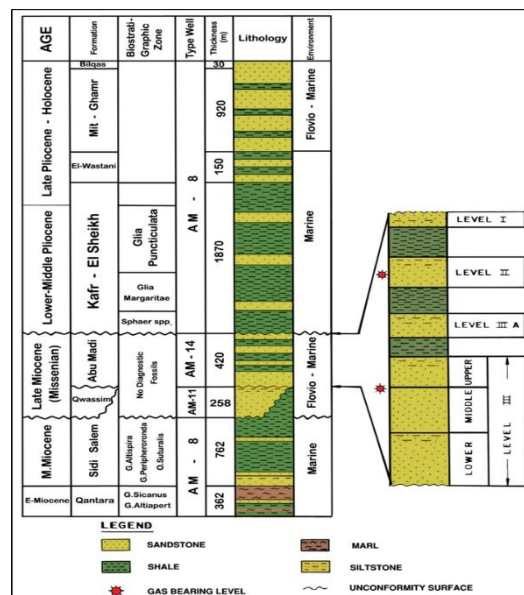 AGE
Formation
Biostrati-
Graphic
Zone
Type Well
Thickness
(m)
Lithology
Environment
Late Pliocene - Holocene
Bilqas
30
Mit - Ghamr
920
Flovio - Marine
El-Wastani
150
Lower-Middle Pliocene
Kafr - El Sheikh
Glia
Puncticulata
Glia
Margaritae
Sphaer spp.
AM - 8
1870
Marine
Late Miocene
(Missenian)
Abu Madi
Qwassim
No Diagnostic
Fossils
AM-14
420
AM-11
258
Flovio - Marine
M.Miocene
Sidi Salem
G.Altispira
G.Peripheroronda
O.Suturalis
AM - 8
762
Marine
E-Miocene
Qantara
G.Sicanus
G.Altiapert
362
LEVEL I
LEVEL II
LEVEL III A
UPPER
MIDDLE
LOWER
LEVEL III
LEGEND
SANDSTONE
MARL
SHALE
SILTSTONE
GAS BEARING LEVEL
UNCONFORMITY SURFACE